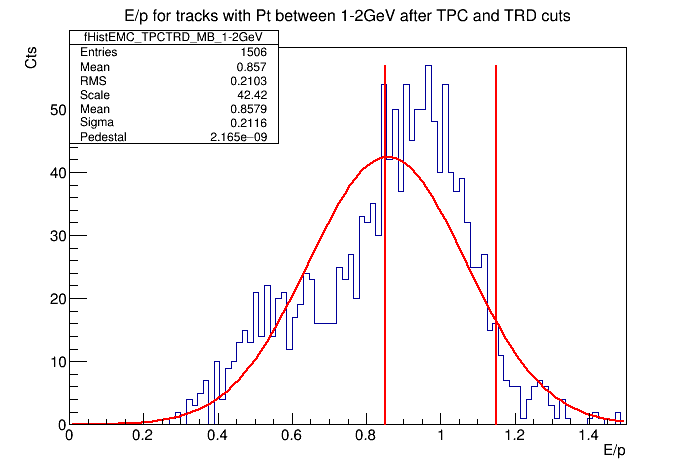 E/p for tracks with Pt between 1-2GeV after TPC and TRD cuts
Cts
fHistEMC_TPCTRD_MB_1-2GeV
Entries 1506
Mean 0.857
RMS 0.2103
Scale 42.42
Mean 0.8579
Sigma 0.2116
Pedestal 2.165e-09
50
40
30
20
10
0
0 0.2 0.4 0.6 0.8 1 1.2 1.4
E/p